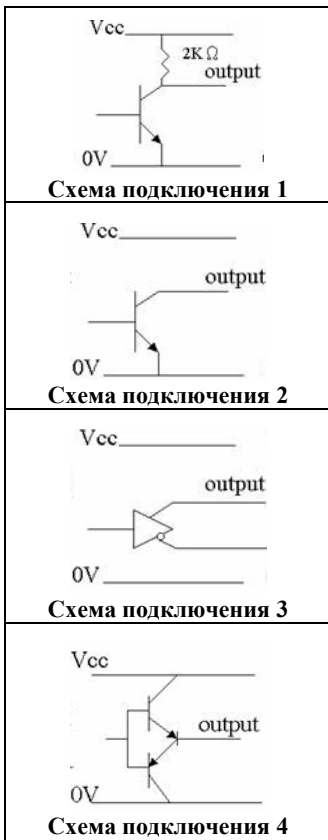 Vcc
2K Ω
output
0V
Схема подключения 1
Vcc
output
0V
Схема подключения 2
Vcc
output
0V
Схема подключения 3
Vcc
output
0V
Схема подключения 4